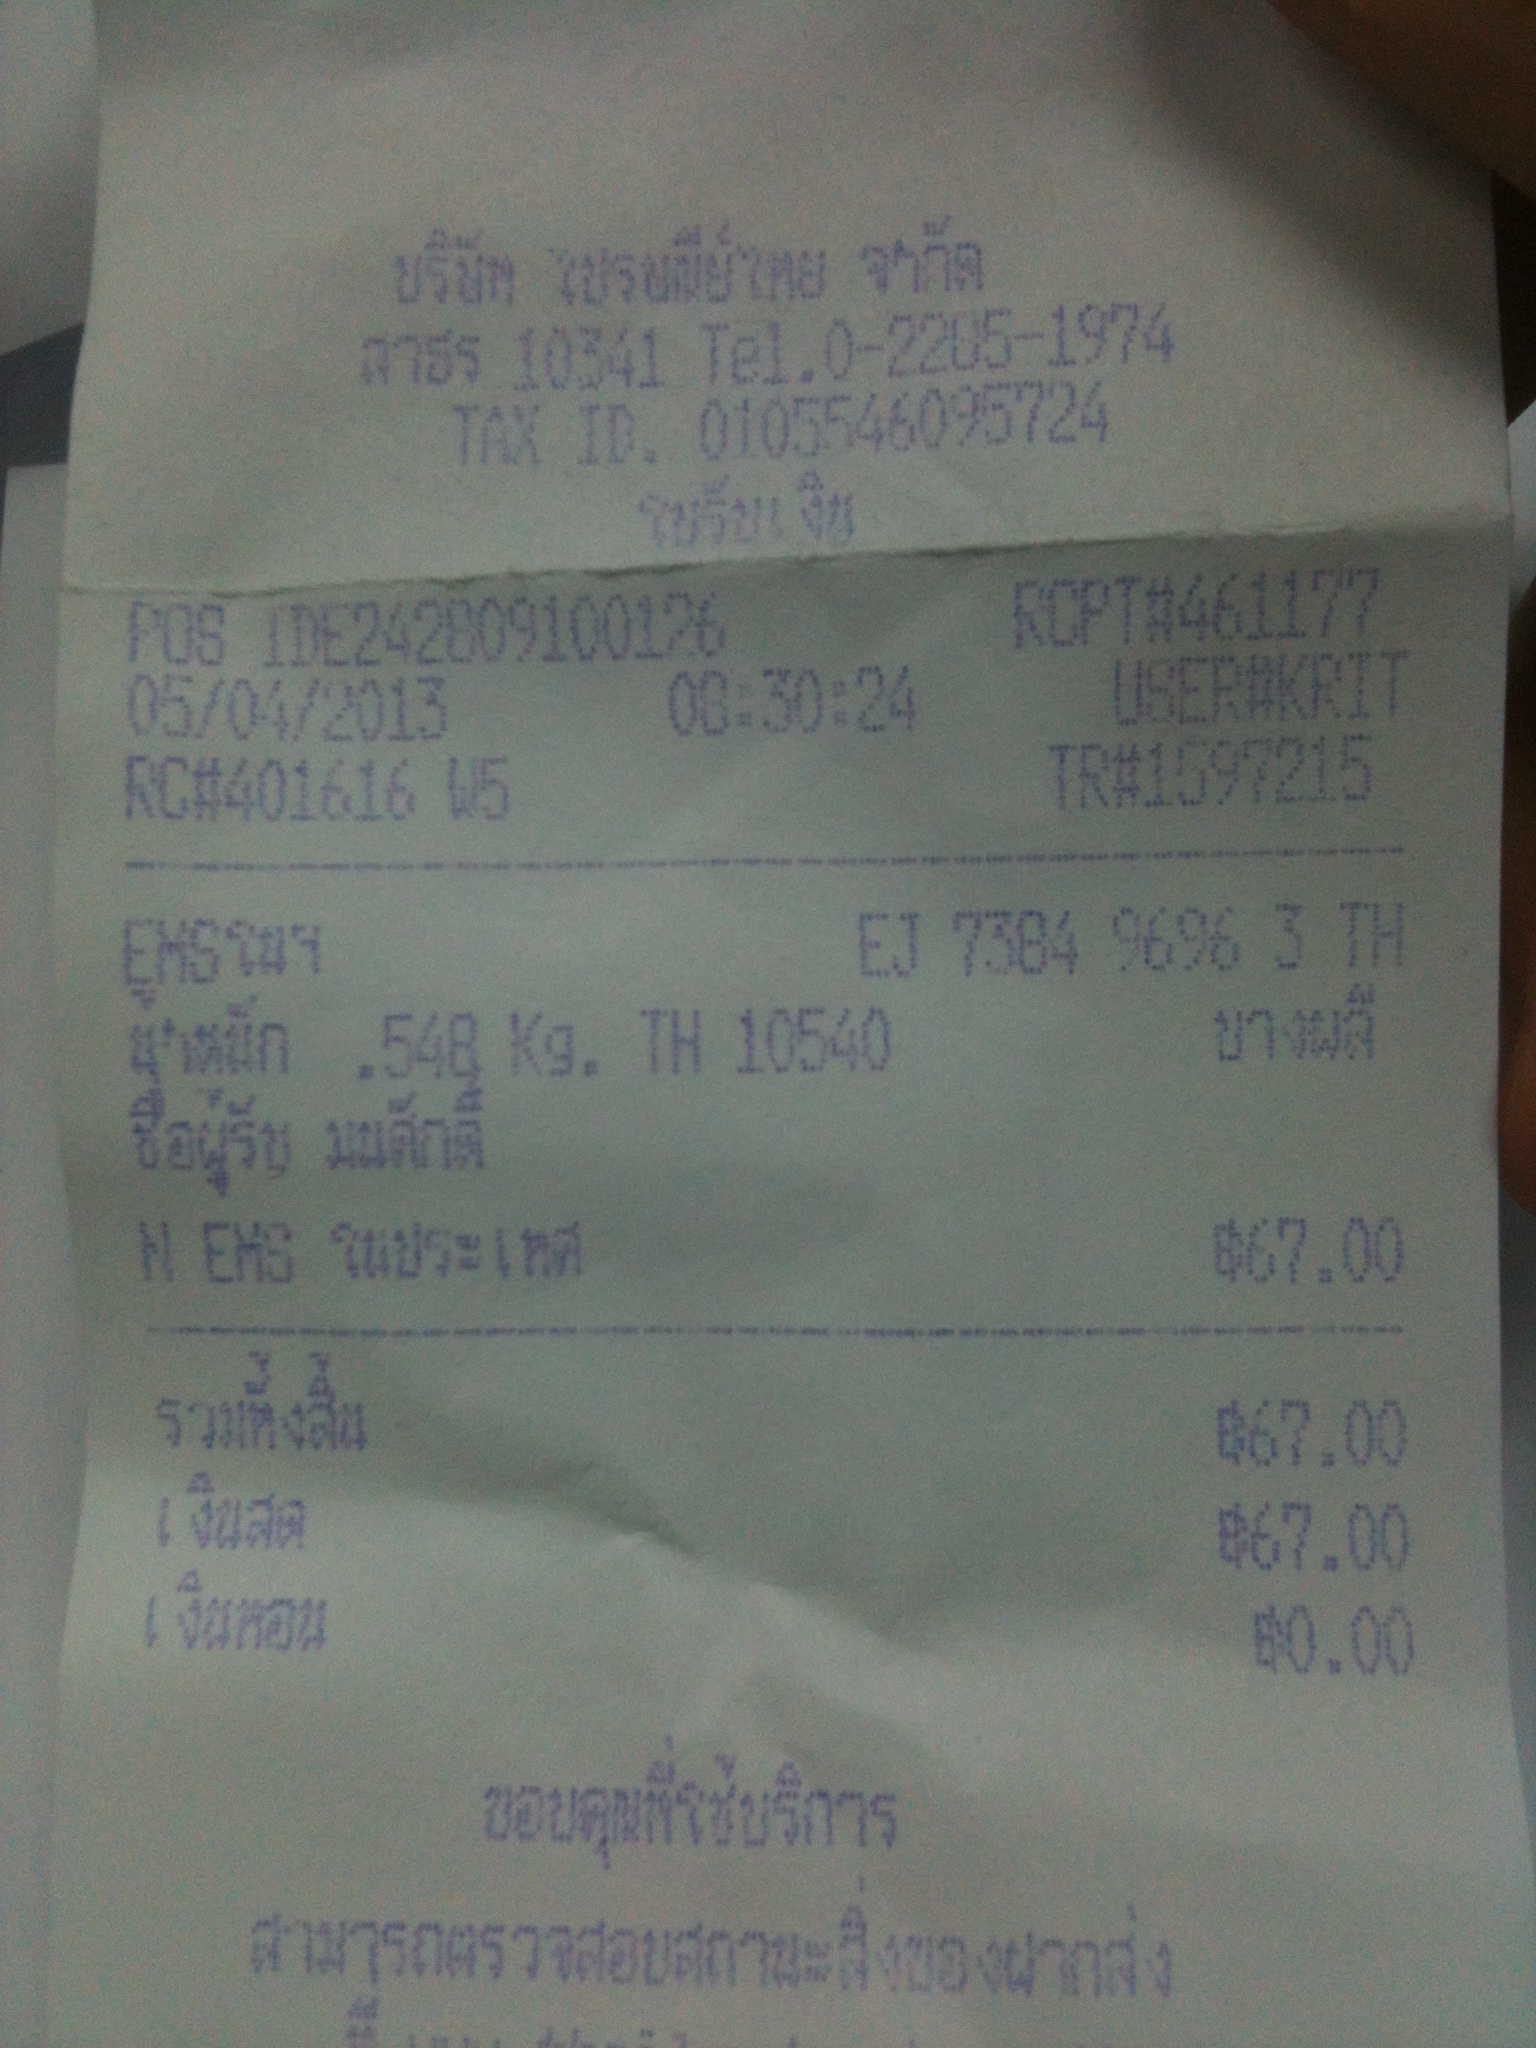 บริษัท ไปรษณีย์ไทย จำกัด
สาธร 10341 Tel.0-2205-1974
TAX ID. 0105546095724
ใบรับเงิน
POS IDE242809100126 RCPT#461177
05/04/2013 08:30:24 USER#KRIT
RC#401616 W5 TR#1597215
EMSในฯ EJ 7384 9696 3 TH
น้ำหนัก .548 Kg. TH 10540 บางพลี
ชื่อผู้รับ มนศักดิ์
N EMS ในประเทศ ฿67.00
รวมทั้งสิ้น ฿67.00
เงินสด ฿67.00
เงินทอน ฿0.00
ขอบคุณที่ใช้บริการ
สามารถตรวจสอบสถานะสิ่งของฝากส่ง